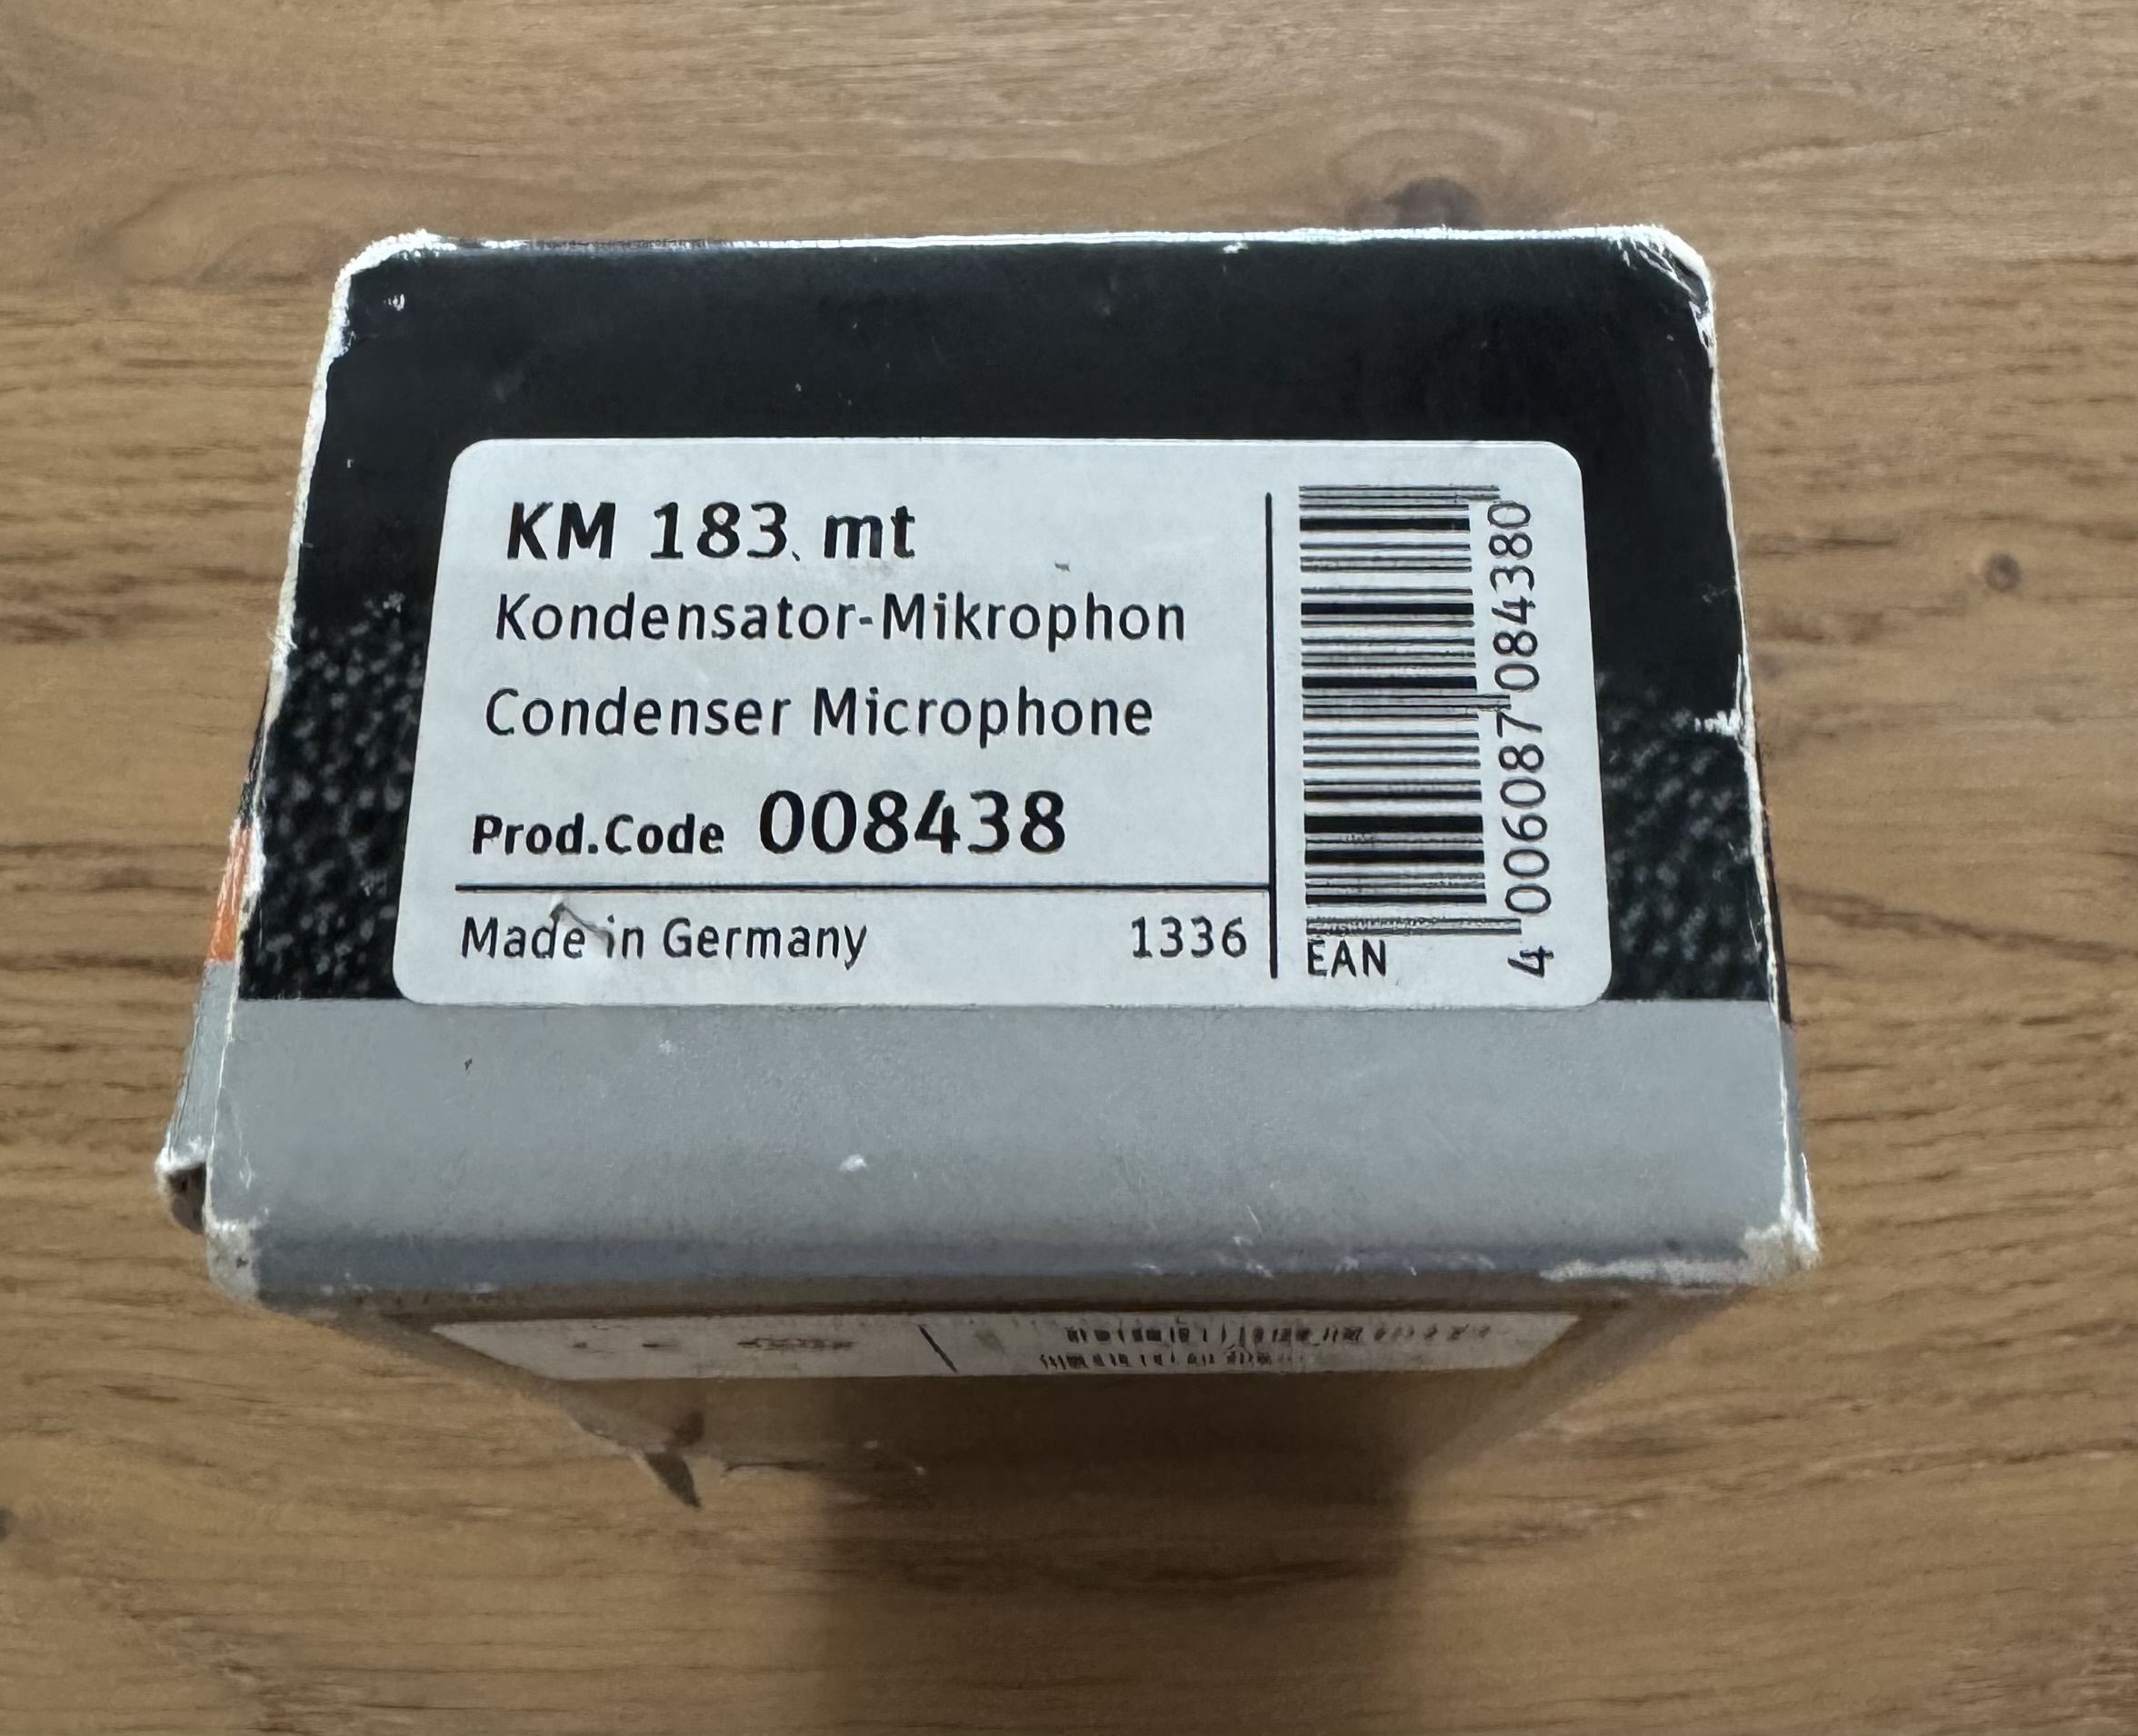 KM 183 mt
Kondensator-Mikrophon
Condenser Microphone
Prod.Code 008438
Made in Germany 1336
EAN
4 006087 084380